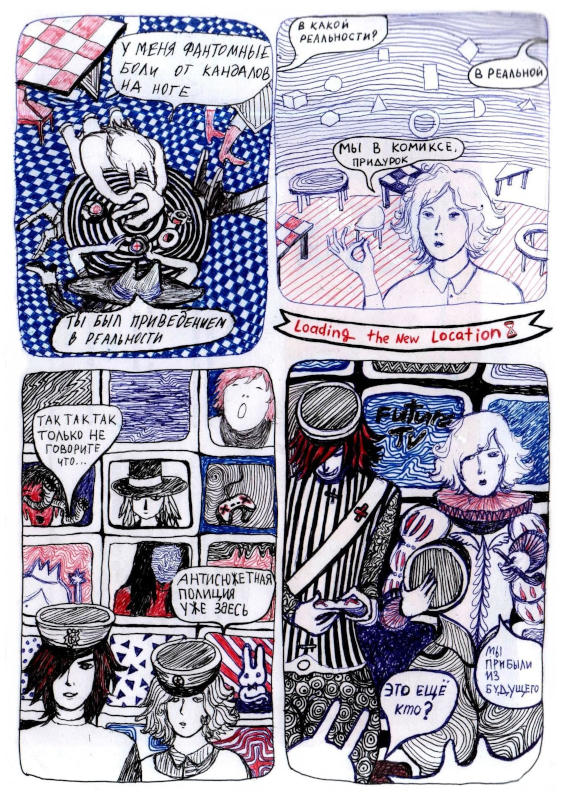 У МЕНЯ ФАНТОМНЫЕ
БОЛИ ОТ КАНДАЛОВ
НА НОГЕ
ТЫ БЫЛ ПРИВЕДЕНИЕМ
В РЕАЛЬНОСТИ
В КАКОЙ
РЕАЛЬНОСТИ?
В РЕАЛЬНОЙ
МЫ В КОМИКСЕ,
ПРИДУРОК
Loading the New Location
ТАК ТАК ТАК
ТОЛЬКО НЕ
ГОВОРИТЕ
ЧТО...
АНТИСЮЖЕТНАЯ
ПОЛИЦИЯ
УЖЕ ЗДЕСЬ
Future
TV
МЫ
ПРИБЫЛИ
ИЗ
БУДУЩЕГО
ЭТО ЕЩЁ
КТО?